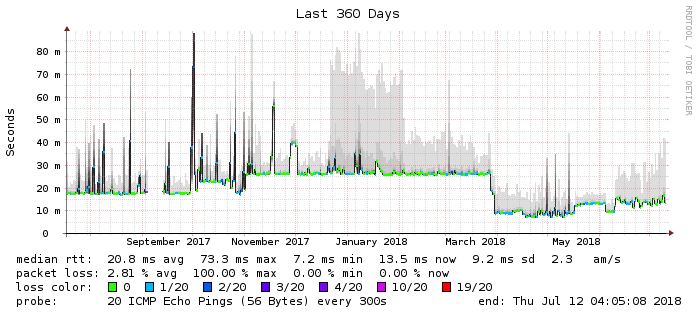 Last 360 Days
RRDTOOL / TOBI OETIKER
Seconds
80 m
70 m
60 m
50 m
40 m
30 m
20 m
10 m
0
September 2017 November 2017 January 2018 March 2018 May 2018
median rtt: 20.8 ms avg 73.3 ms max 7.2 ms min 13.5 ms now 9.2 ms sd 2.3 am/s
packet loss: 2.81 % avg 100.00 % max 0.00 % min 0.00 % now
loss color: 0 1/20 2/20 3/20 4/20 10/20 19/20
probe: 20 ICMP Echo Pings (56 Bytes) every 300s end: Thu Jul 12 04:05:08 2018